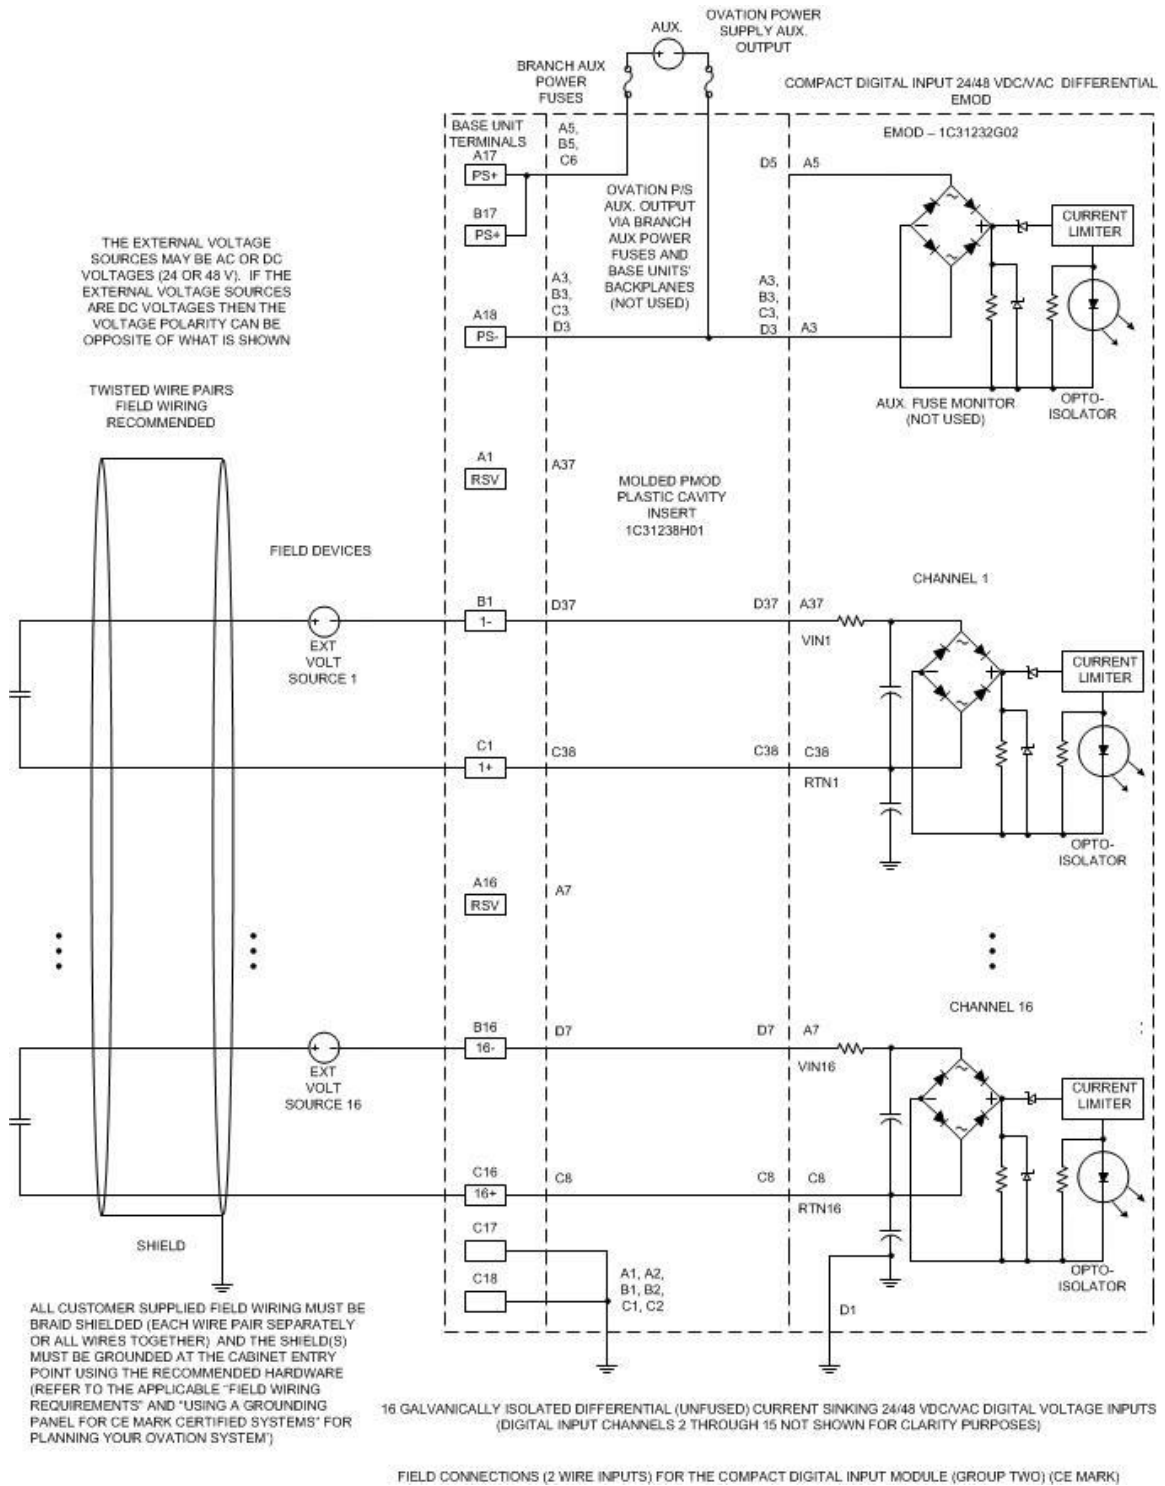 OVATION POWER
SUPPLY AUX.
OUTPUT
AUX.
BRANCH AUX
POWER
FUSES
COMPACT DIGITAL INPUT 24/48 VDC/VAC DIFFERENTIAL
EMOD
BASE UNIT
TERMINALS
A17
PS+
B17
PS+
A18
PS-
A5,
B5,
C6
A3,
B3,
C3,
D3
OVATION P/S
AUX. OUTPUT
VIA BRANCH
AUX POWER
FUSES AND
BASE UNITS'
BACKPLANES
(NOT USED)
D5
A5
A3,
B3,
C3,
D3
A3
EMOD – 1C31232G02
~
+
−
~
CURRENT
LIMITER
AUX. FUSE MONITOR
(NOT USED)
OPTO-
ISOLATOR
THE EXTERNAL VOLTAGE
SOURCES MAY BE AC OR DC
VOLTAGES (24 OR 48 V). IF THE
EXTERNAL VOLTAGE SOURCES
ARE DC VOLTAGES THEN THE
VOLTAGE POLARITY CAN BE
OPPOSITE OF WHAT IS SHOWN
TWISTED WIRE PAIRS
FIELD WIRING
RECOMMENDED
A1
RSV
A37
MOLDED PMOD
PLASTIC CAVITY
INSERT
1C31238H01
FIELD DEVICES
EXT
VOLT
SOURCE 1
B1
1-
D37
D37
A37
VIN1
C1
1+
C38
C38
C38
RTN1
CHANNEL 1
~
+
−
~
CURRENT
LIMITER
OPTO-
ISOLATOR
A16
RSV
A7
CHANNEL 16
EXT
VOLT
SOURCE 16
B16
16-
D7
D7
A7
VIN16
C16
16+
C8
C8
C8
RTN16
~
+
−
~
CURRENT
LIMITER
OPTO-
ISOLATOR
C17
C18
A1, A2,
B1, B2,
C1, C2
D1
SHIELD
ALL CUSTOMER SUPPLIED FIELD WIRING MUST BE
BRAID SHIELDED (EACH WIRE PAIR SEPARATELY
OR ALL WIRES TOGETHER) AND THE SHIELD(S)
MUST BE GROUNDED AT THE CABINET ENTRY
POINT USING THE RECOMMENDED HARDWARE
(REFER TO THE APPLICABLE "FIELD WIRING
REQUIREMENTS" AND "USING A GROUNDING
PANEL FOR CE MARK CERTIFIED SYSTEMS" FOR
PLANNING YOUR OVATION SYSTEM')
16 GALVANICALLY ISOLATED DIFFERENTIAL (UNFUSED) CURRENT SINKING 24/48 VDC/VAC DIGITAL VOLTAGE INPUTS
(DIGITAL INPUT CHANNELS 2 THROUGH 15 NOT SHOWN FOR CLARITY PURPOSES)
FIELD CONNECTIONS (2 WIRE INPUTS) FOR THE COMPACT DIGITAL INPUT MODULE (GROUP TWO) (CE MARK)